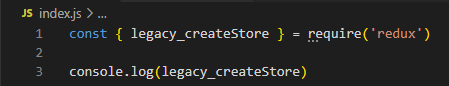 JS index.js > ...
1 const { legacy_createStore } = require('redux')
2
3 console.log(legacy_createStore)